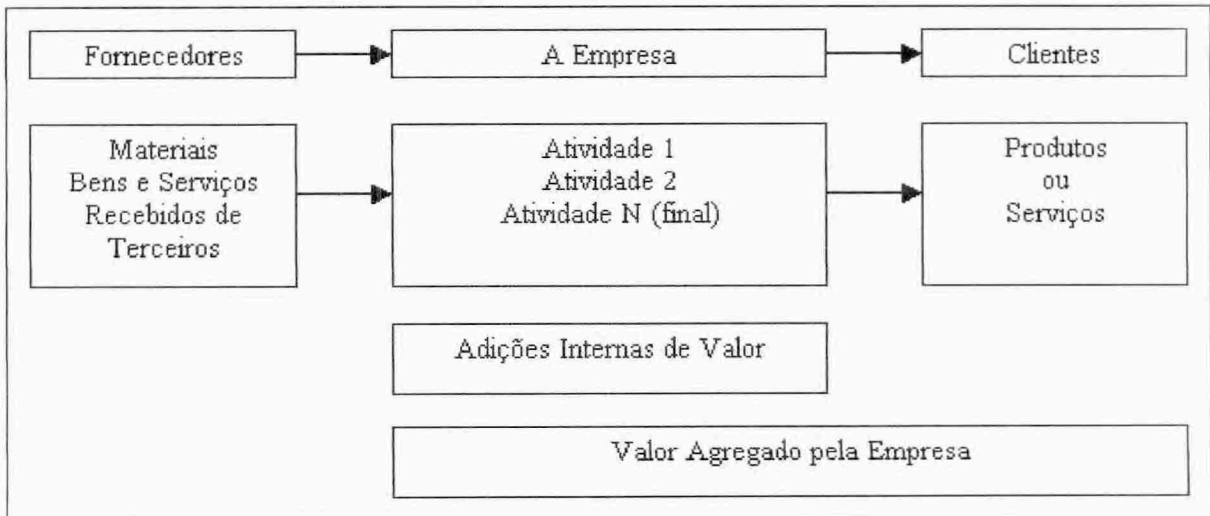 Fornecedores
A Empresa
Clientes
Materiais
Bens e Serviços
Recebidos de
Terceiros
Atividade 1
Atividade 2
Atividade N (final)
Produtos
ou
Serviços
Adições Internas de Valor
Valor Agregado pela Empresa